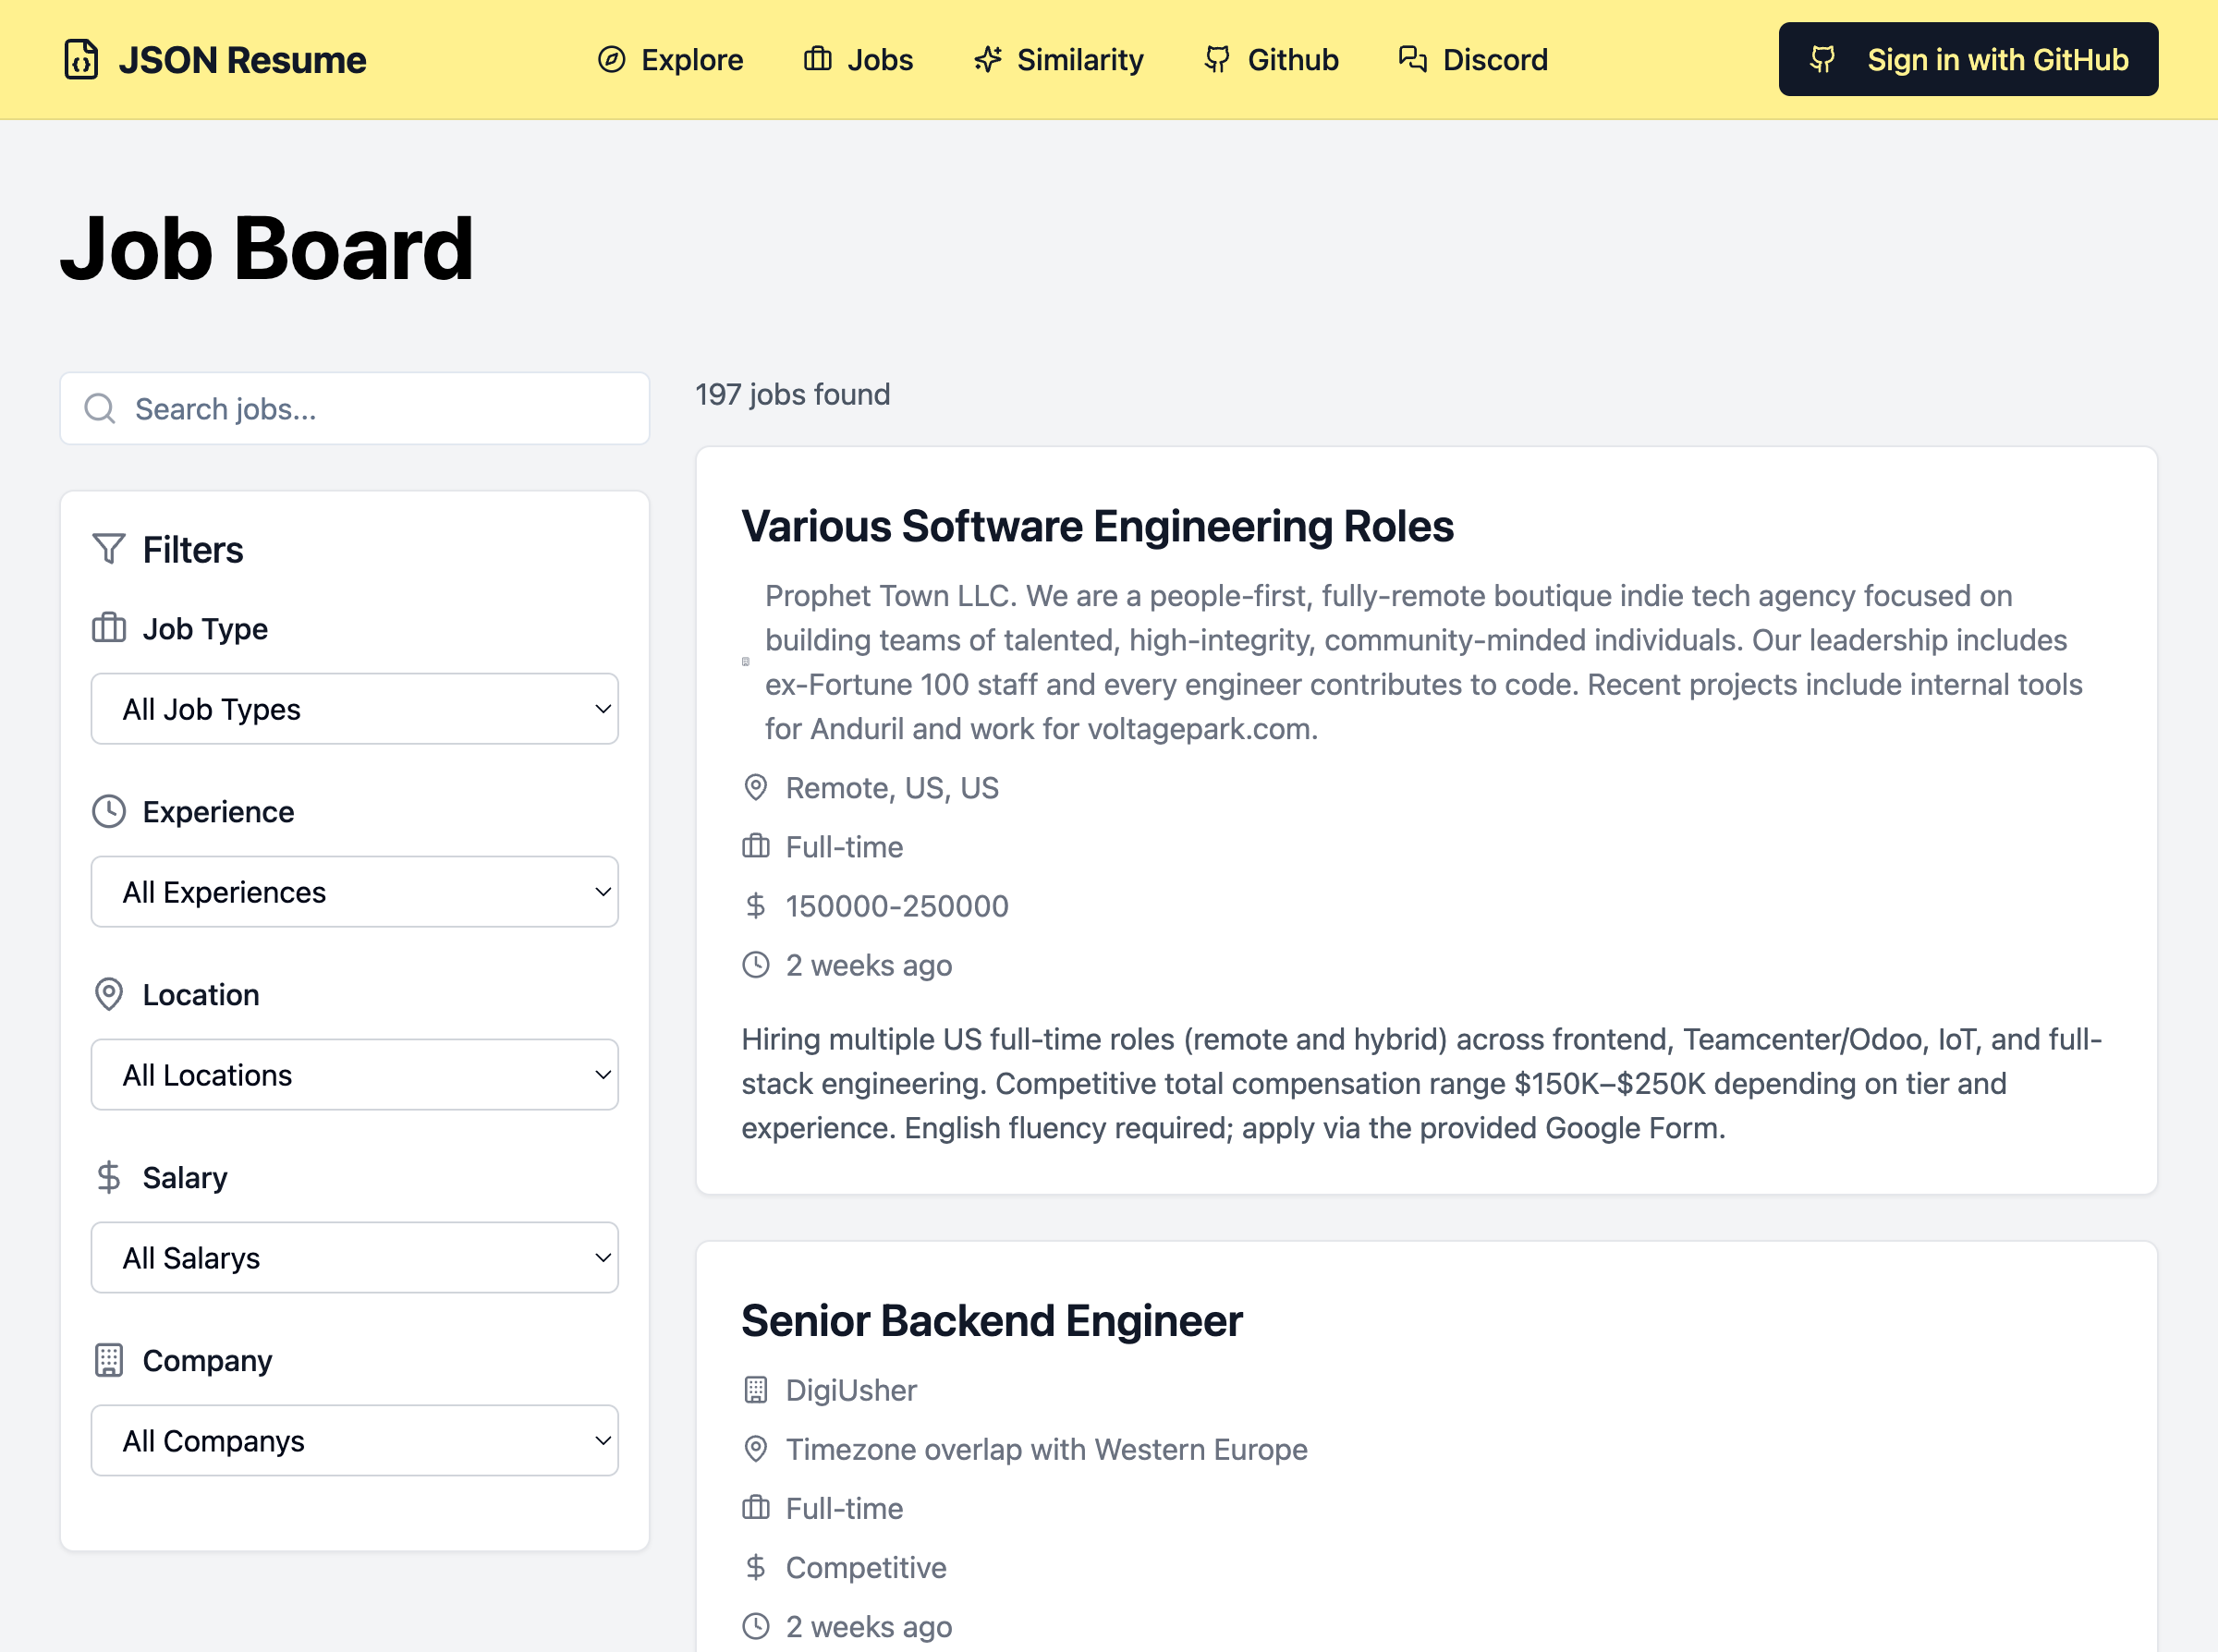 JSON Resume
Explore
Jobs
Similarity
Github
Discord
Sign in with GitHub
Job Board
Search jobs...
Filters
Job Type
All Job Types
Experience
All Experiences
Location
All Locations
Salary
All Salarys
Company
All Companys
197 jobs found
Various Software Engineering Roles
Prophet Town LLC. We are a people-first, fully-remote boutique indie tech agency focused on
building teams of talented, high-integrity, community-minded individuals. Our leadership includes
ex-Fortune 100 staff and every engineer contributes to code. Recent projects include internal tools
for Anduril and work for voltagepark.com.
Remote, US, US
Full-time
150000-250000
2 weeks ago
Hiring multiple US full-time roles (remote and hybrid) across frontend, Teamcenter/Odoo, IoT, and full-
stack engineering. Competitive total compensation range $150K–$250K depending on tier and
experience. English fluency required; apply via the provided Google Form.
Senior Backend Engineer
DigiUsher
Timezone overlap with Western Europe
Full-time
Competitive
2 weeks ago